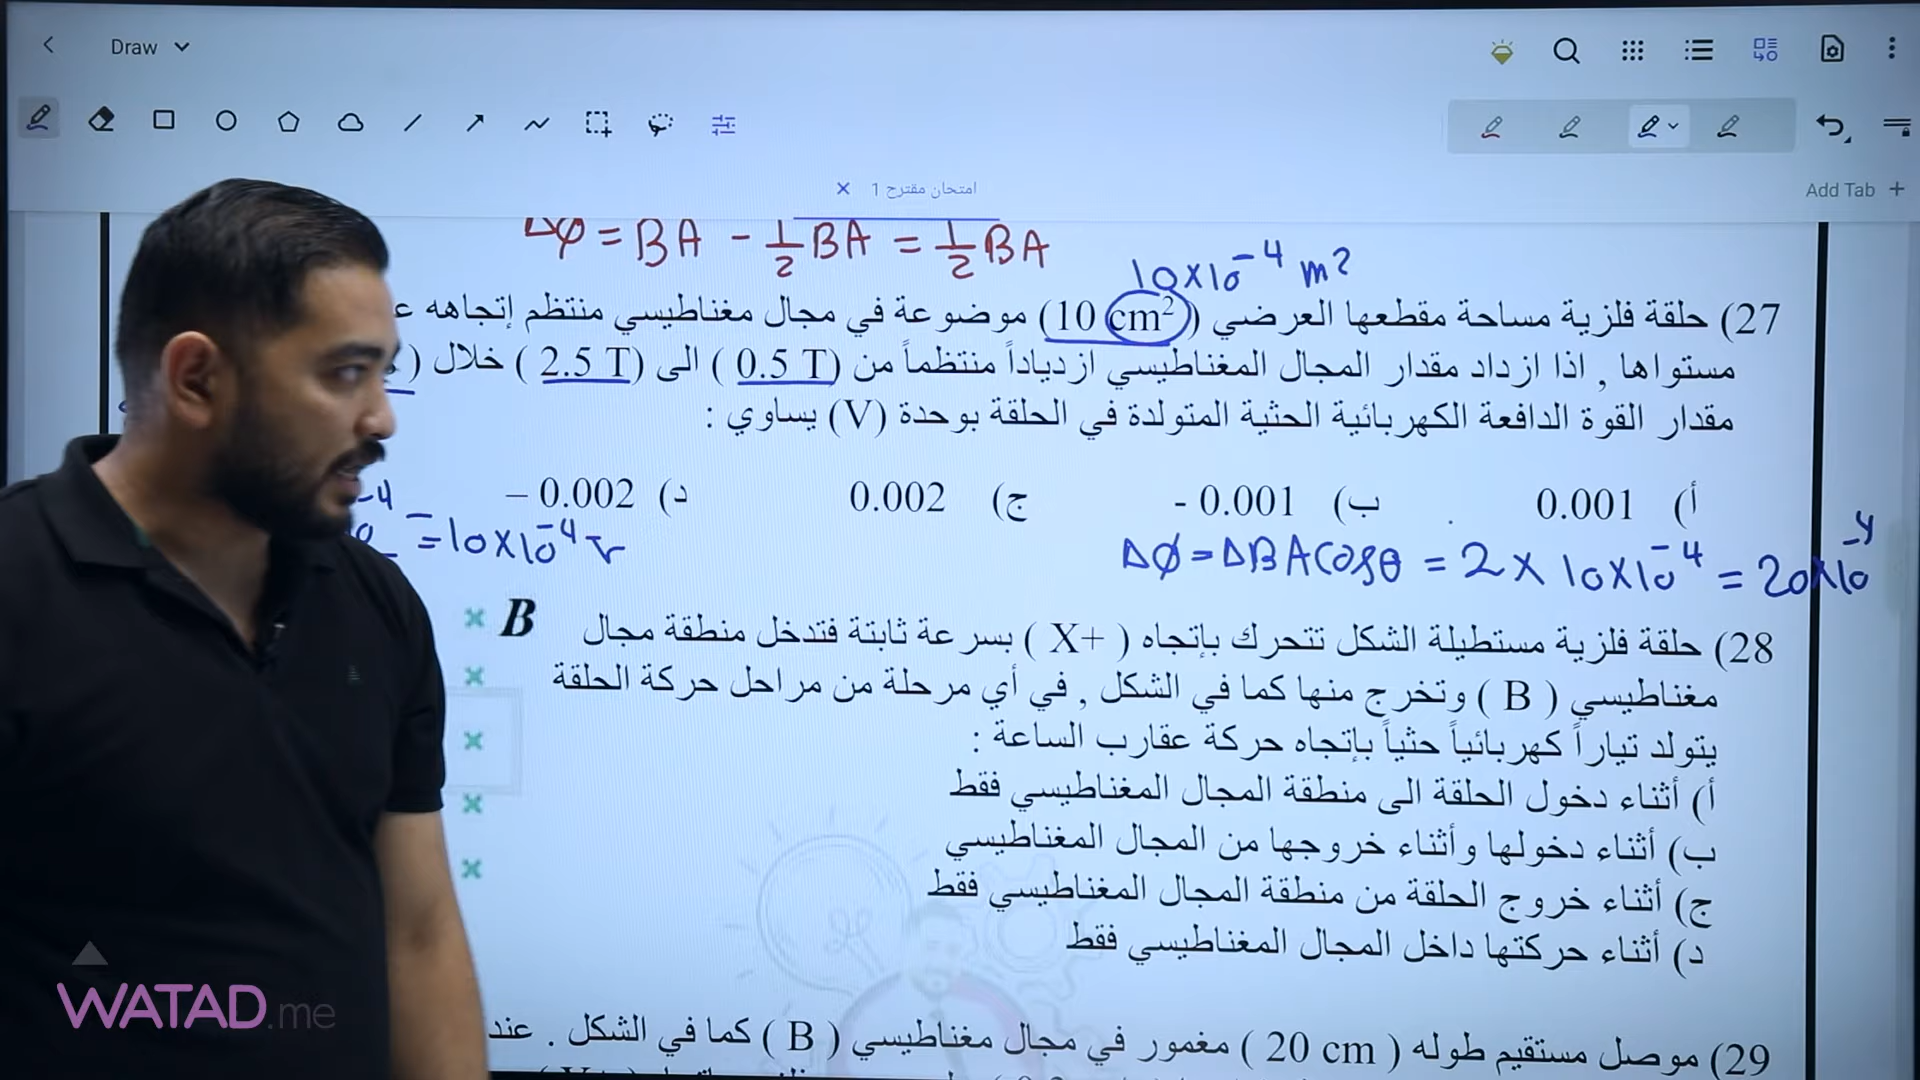 Draw
امتحان مقترح 1
Add Tab +
Δφ = BA - 1/2 BA = 1/2 BA
10×10⁻⁴ m²
27) حلقة فلزية مساحة مقطعها العرضي (10 cm²) موضوعة في مجال مغناطيسي منتظم إتجاهه
مستواها , اذا ازداد مقدار المجال المغناطيسي ازدياداً منتظماً من (0.5 T) الى (2.5 T) خلال (
مقدار القوة الدافعة الكهربائية الحثية المتولدة في الحلقة بوحدة (V) يساوي :
أ) 0.001 ب) - 0.001 ج) 0.002 د) – 0.002
Δφ = ΔBA Cosθ = 2 × 10×10⁻⁴ = 20×10⁻⁴
= 10×10⁻⁴ v
B
28) حلقة فلزية مستطيلة الشكل تتحرك بإتجاه ( X+ ) بسرعة ثابتة فتدخل منطقة مجال
مغناطيسي ( B ) وتخرج منها كما في الشكل , في أي مرحلة من مراحل حركة الحلقة
يتولد تياراً كهربائياً حثياً بإتجاه حركة عقارب الساعة :
أ) أثناء دخول الحلقة الى منطقة المجال المغناطيسي فقط
ب) أثناء دخولها وأثناء خروجها من المجال المغناطيسي
ج) أثناء خروج الحلقة من منطقة المجال المغناطيسي فقط
د) أثناء حركتها داخل المجال المغناطيسي فقط
29) موصل مستقيم طوله ( 20 cm ) مغمور في مجال مغناطيسي ( B ) كما في الشكل . عند
WATAD.me